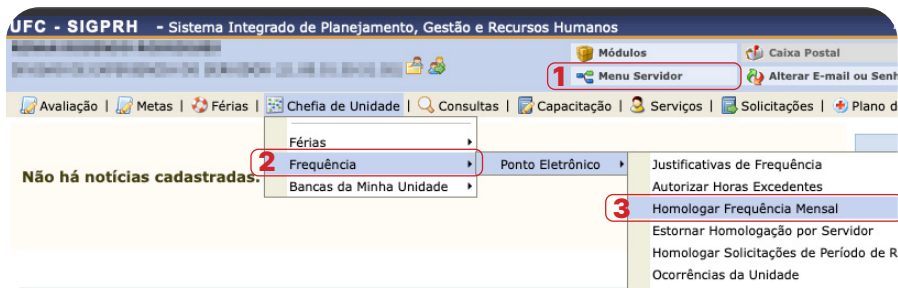 UFC - SIGPRH - Sistema Integrado de Planejamento, Gestão e Recursos Humanos
Módulos Caixa Postal
1 Menu Servidor Alterar E-mail ou Senh
Avaliação | Metas | Férias | Chefia de Unidade | Consultas | Capacitação | Serviços | Solicitações | Plano d
Férias
2 Frequência Ponto Eletrônico Justificativas de Frequência
Não há notícias cadastradas. Bancas da Minha Unidade Autorizar Horas Excedentes
3 Homologar Frequência Mensal
Estornar Homologação por Servidor
Homologar Solicitações de Período de R
Ocorrências da Unidade